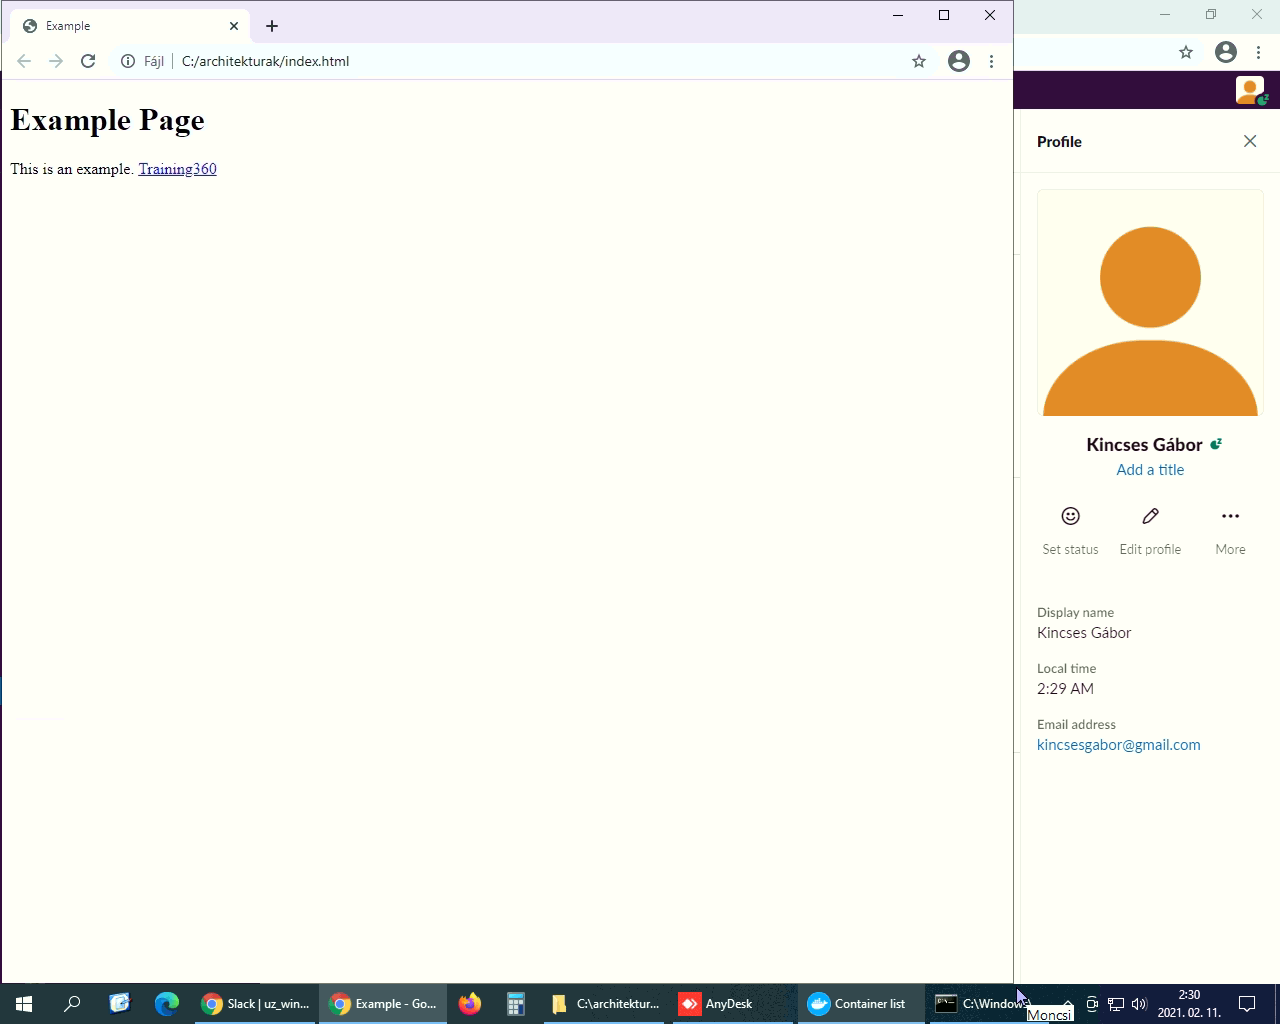 Example
Fájl
C:/architekturak/index.html
Example Page
This is an example. Training360
Profile
Kincses Gábor
Add a title
Set status
Edit profile
More
Display name
Kincses Gábor
Local time
2:29 AM
Email address
kincsesgabor@gmail.com
Slack | uz_win...
Example - Go...
C:\architektur...
AnyDesk
Container list
C:\Windows
Moncsi
2:30
2021. 02. 11.